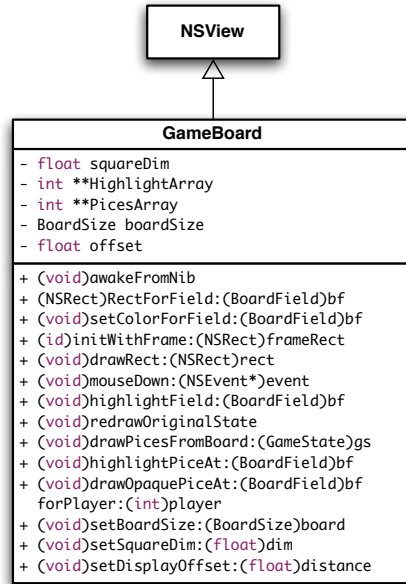 NSView
GameBoard
- float squareDim
- int **HighlightArray
- int **PicesArray
- BoardSize boardSize
- float offset
+ (void)awakeFromNib
+ (NSRect)RectForField:(BoardField)bf
+ (void)setColorForField:(BoardField)bf
+ (id)initWithFrame:(NSRect)frameRect
+ (void)drawRect:(NSRect)rect
+ (void)mouseDown:(NSEvent*)event
+ (void)highlightField:(BoardField)bf
+ (void)redrawOriginalState
+ (void)drawPicesFromBoard:(GameState)gs
+ (void)highlightPiceAt:(BoardField)bf
+ (void)drawOpaquePiceAt:(BoardField)bf
forPlayer:(int)player
+ (void)setBoardSize:(BoardSize)board
+ (void)setSquareDim:(float)dim
+ (void)setDisplayOffset:(float)distance